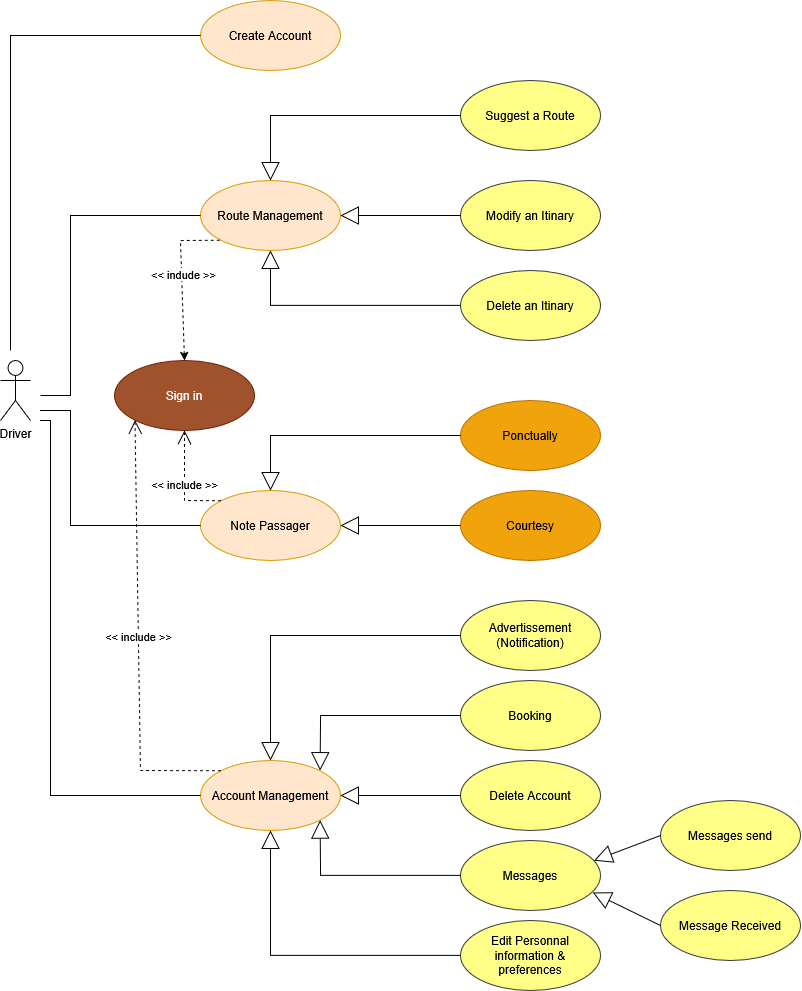 Create Account
Suggest a Route
Route Management
Modify an Itinary
<< include >>
Delete an Itinary
Sign in
Driver
Ponctually
<< include >>
Note Passager
Courtesy
Advertissement
(Notification)
<< include >>
Booking
Account Management
Delete Account
Messages send
Messages
Message Received
Edit Personnal
information &
preferences